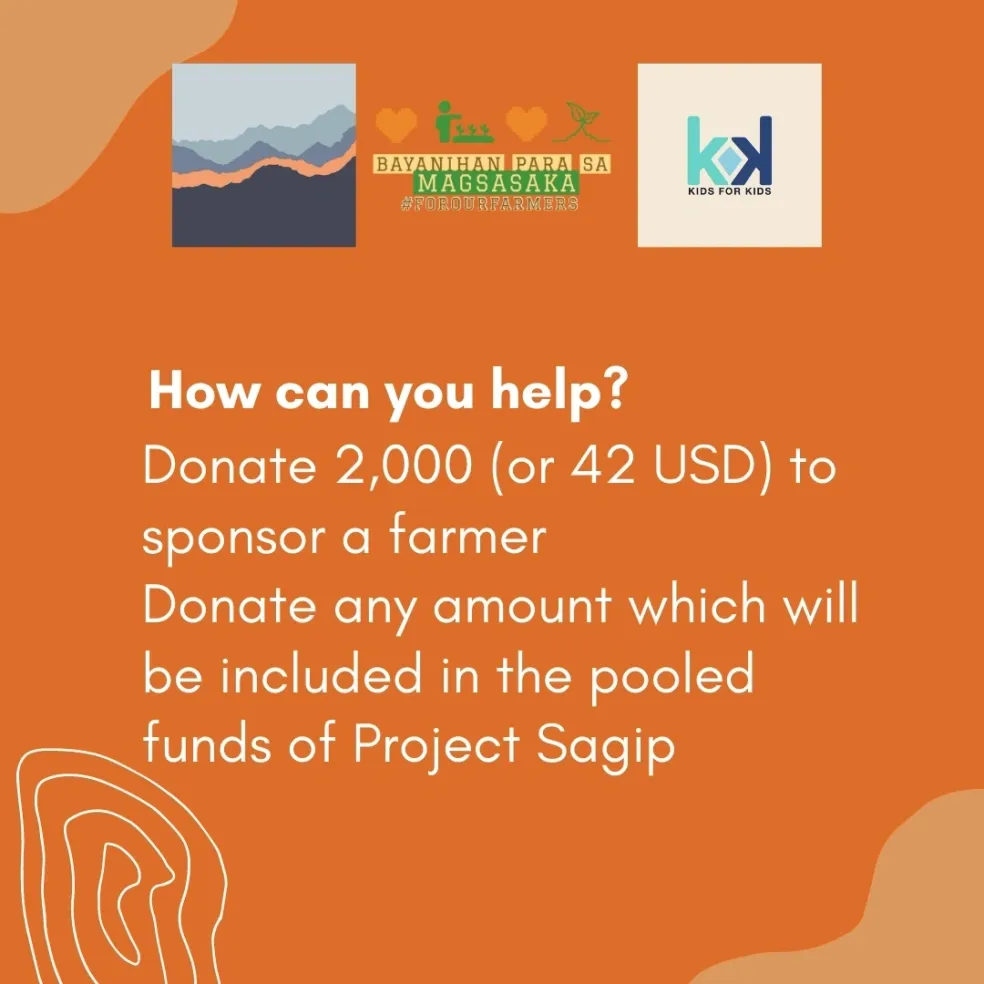 BAYANIHAN PARA SA
MAGSASAKA
#FOROURFARMERS
KIDS FOR KIDS
How can you help?
Donate 2,000 (or 42 USD) to
sponsor a farmer
Donate any amount which will
be included in the pooled
funds of Project Sagip